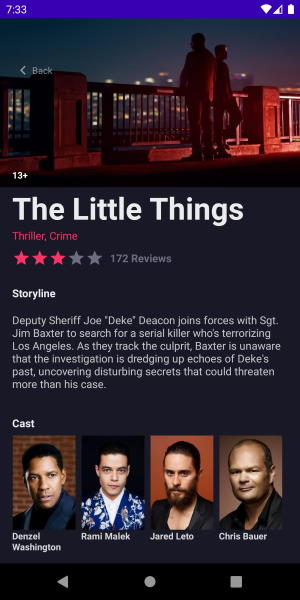 7:33
Back
13+
The Little Things
Thriller, Crime
172 Reviews
Storyline
Deputy Sheriff Joe "Deke" Deacon joins forces with Sgt.
Jim Baxter to search for a serial killer who's terrorizing
Los Angeles. As they track the culprit, Baxter is unaware
that the investigation is dredging up echoes of Deke's
past, uncovering disturbing secrets that could threaten
more than his case.
Cast
Denzel
Washington
Rami Malek
Jared Leto
Chris Bauer